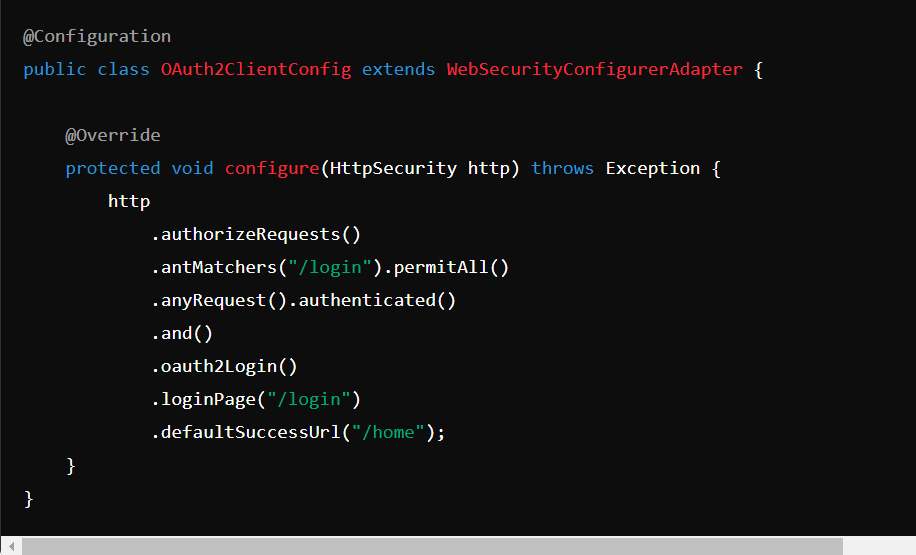 @Configuration
public class OAuth2ClientConfig extends WebSecurityConfigurerAdapter {
@Override
protected void configure(HttpSecurity http) throws Exception {
http
.authorizeRequests()
.antMatchers("/login").permitAll()
.anyRequest().authenticated()
.and()
.oauth2Login()
.loginPage("/login")
.defaultSuccessUrl("/home");
}
}